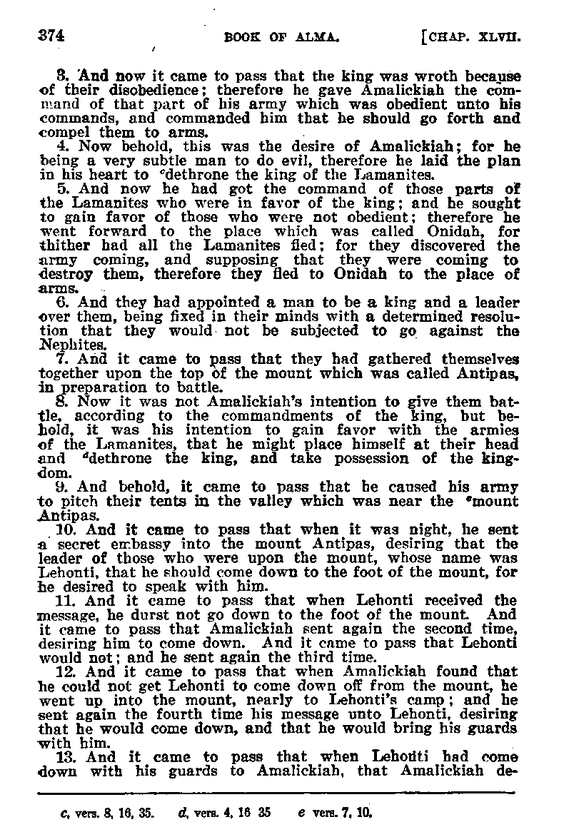 374 BOOK OF ALMA. [CHAP. XLVII.
3. And now it came to pass that the king was wroth because
of their disobedience; therefore he gave Amalickiah the com-
mand of that part of his army which was obedient unto his
commands, and commanded him that he should go forth and
compel them to arms.
4. Now behold, this was the desire of Amalickiah; for he
being a very subtle man to do evil, therefore he laid the plan
in his heart to cdethrone the king of the Lamanites.
5. And now he had got the command of those parts of
the Lamanites who were in favor of the king; and he sought
to gain favor of those who were not obedient; therefore he
went forward to the place which was called Onidah, for
thither had all the Lamanites fled; for they discovered the
army coming, and supposing that they were coming to
destroy them, therefore they fled to Onidah to the place of
arms.
6. And they had appointed a man to be a king and a leader
over them, being fixed in their minds with a determined resolu-
tion that they would not be subjected to go against the
Nephites.
7. And it came to pass that they had gathered themselves
together upon the top of the mount which was called Antipas,
in preparation to battle.
8. Now it was not Amalickiah's intention to give them bat-
tle, according to the commandments of the king, but be-
hold, it was his intention to gain favor with the armies
of the Lamanites, that he might place himself at their head
and ddethrone the king, and take possession of the king-
dom.
9. And behold, it came to pass that he caused his army
to pitch their tents in the valley which was near the emount
Antipas.
10. And it came to pass that when it was night, he sent
a secret embassy into the mount Antipas, desiring that the
leader of those who were upon the mount, whose name was
Lehonti, that he should come down to the foot of the mount, for
he desired to speak with him.
11. And it came to pass that when Lehonti received the
message, he durst not go down to the foot of the mount. And
it came to pass that Amalickiah sent again the second time,
desiring him to come down. And it came to pass that Lehonti
would not; and he sent again the third time.
12. And it came to pass that when Amalickiah found that
he could not get Lehonti to come down off from the mount, he
went up into the mount, nearly to Lehonti's camp; and he
sent again the fourth time his message unto Lehonti, desiring
that he would come down, and that he would bring his guards
with him.
13. And it came to pass that when Lehonti had come
down with his guards to Amalickiah, that Amalickiah de-
c, vers. 8, 16, 35. d, vers. 4, 16 35 e vers. 7, 10.